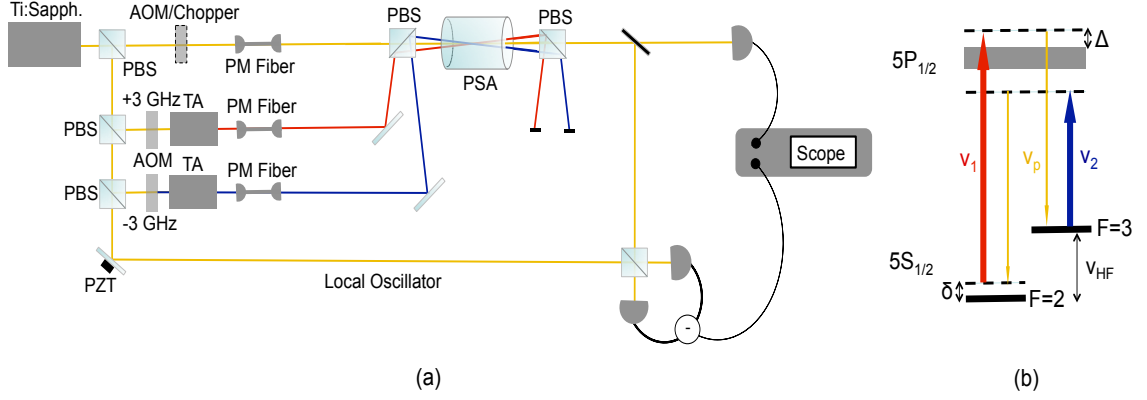 Ti:Sapph.
AOM/Chopper
PBS
PM Fiber
PBS
PSA
PBS
+3 GHz
TA
PM Fiber
PBS
AOM
TA
PM Fiber
PBS
-3 GHz
PZT
Local Oscillator
-
Scope
(a)
5P1/2
Δ
ν1
νp
ν2
F=3
5S1/2
νHF
δ
F=2
(b)